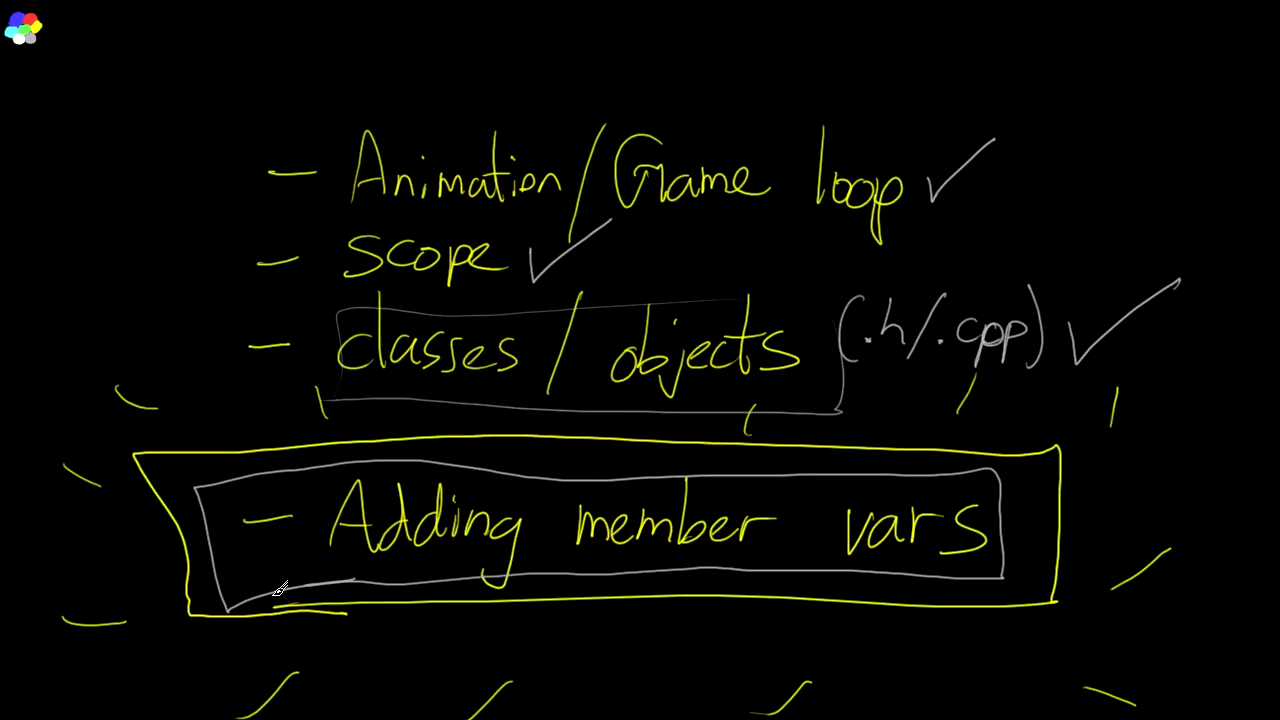 - Animation/Game loop ✓
- scope ✓
- classes/objects (.h/.cpp) ✓
- Adding member vars